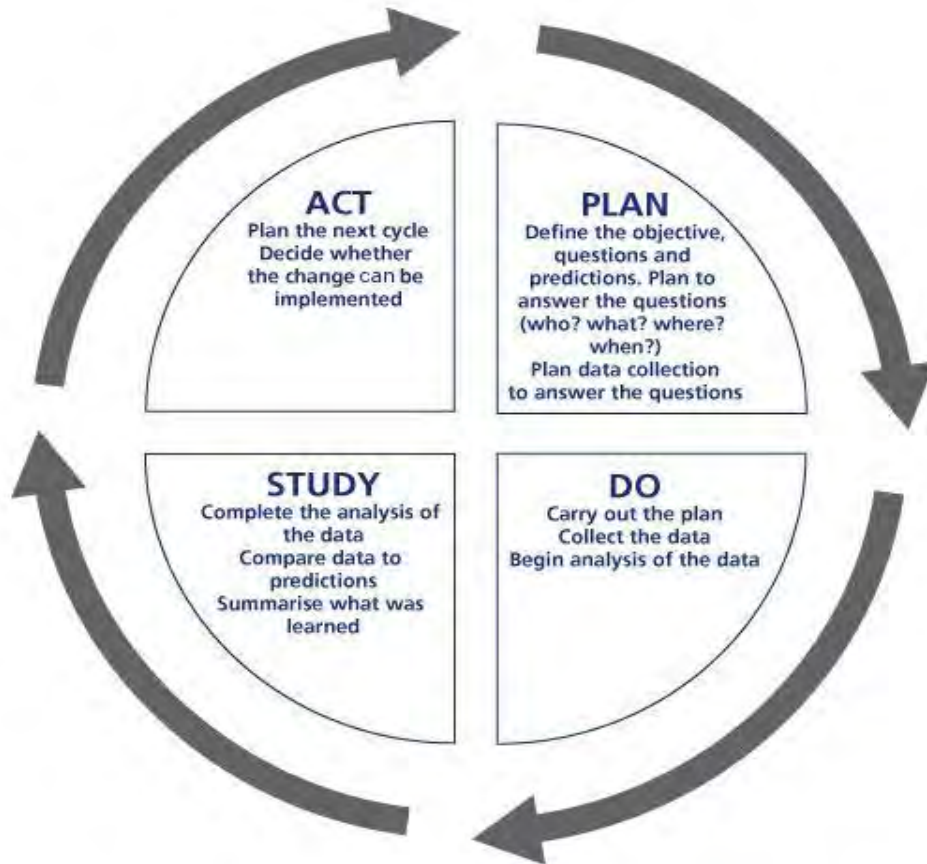 ACT
Plan the next cycle
Decide whether
the change can be
implemented
PLAN
Define the objective,
questions and
predictions. Plan to
answer the questions
(who? what? where?
when?)
Plan data collection
to answer the questions
STUDY
Complete the analysis of
the data
Compare data to
predictions
Summarise what was
learned
DO
Carry out the plan
Collect the data
Begin analysis of the data